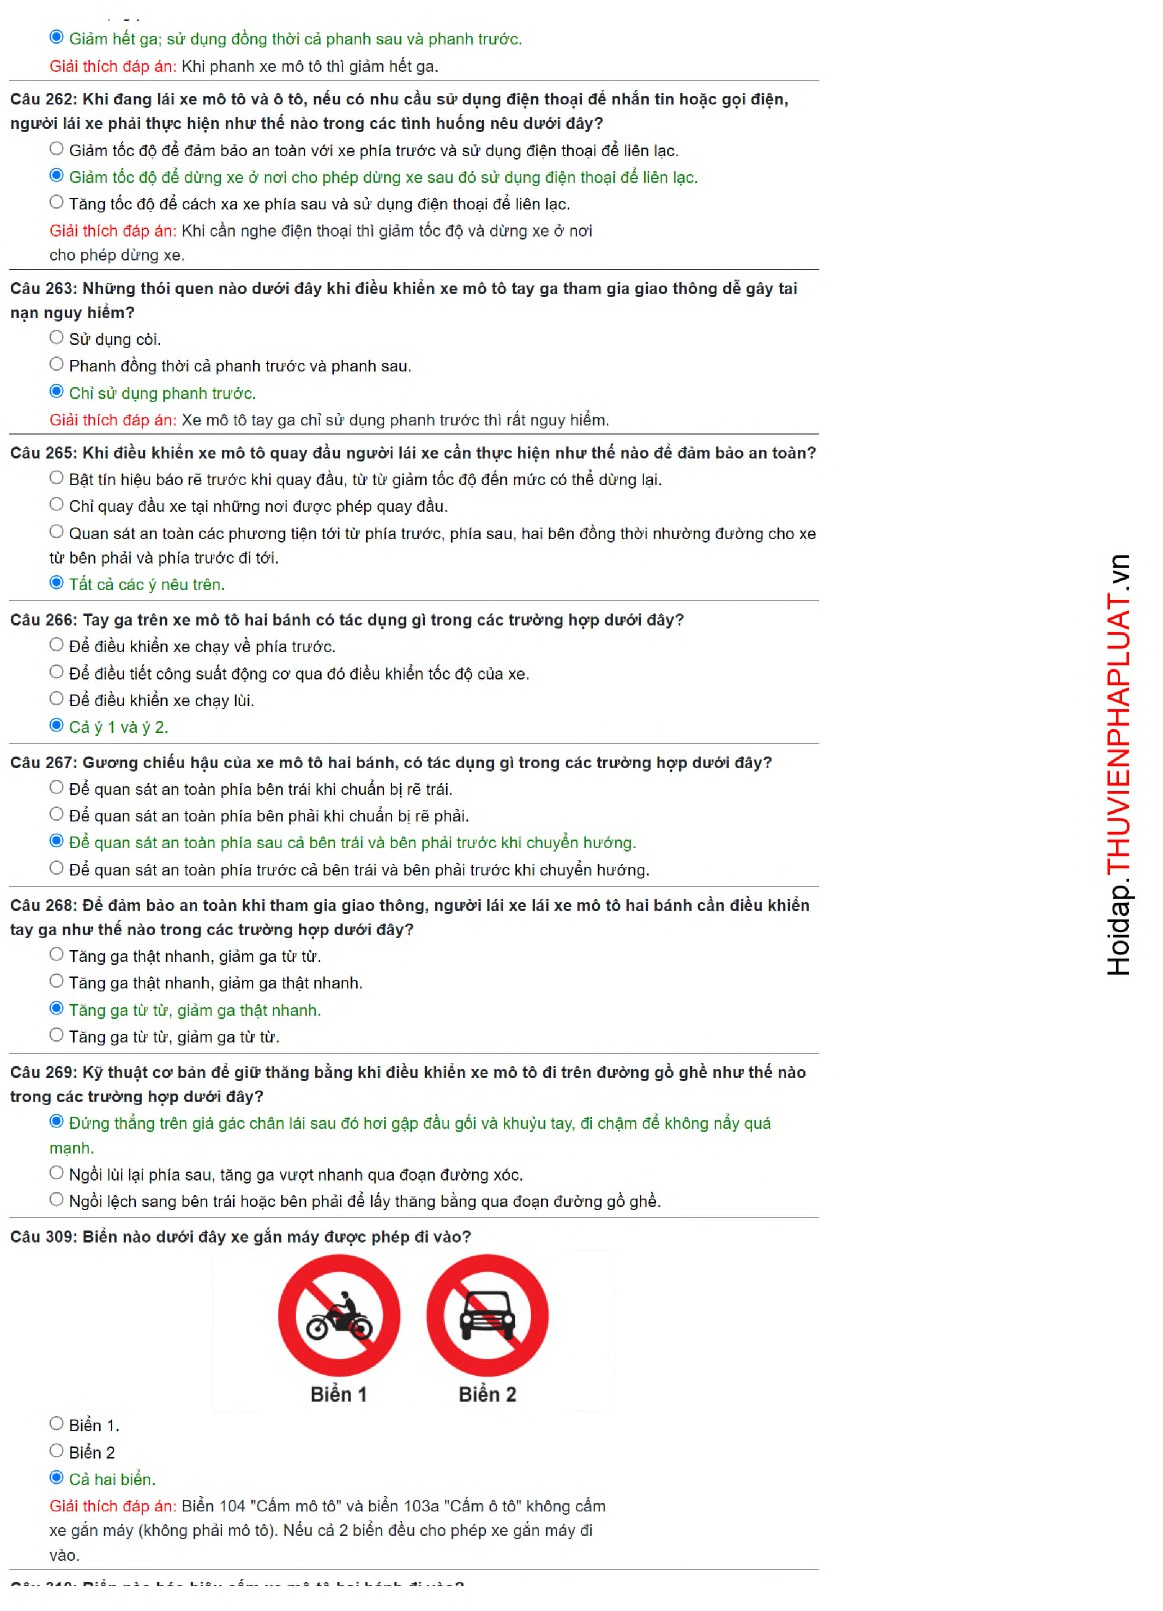 Giảm hết ga; sử dụng đồng thời cả phanh sau và phanh trước.
Giải thích đáp án: Khi phanh xe mô tô thì giảm hết ga.
Câu 262: Khi đang lái xe mô tô và ô tô, nếu có nhu cầu sử dụng điện thoại để nhắn tin hoặc gọi điện,
người lái xe phải thực hiện như thế nào trong các tình huống nêu dưới đây?
Giảm tốc độ để đảm bảo an toàn với xe phía trước và sử dụng điện thoại để liên lạc.
Giảm tốc độ để dừng xe ở nơi cho phép dừng xe sau đó sử dụng điện thoại để liên lạc.
Tăng tốc độ để cách xa xe phía sau và sử dụng điện thoại để liên lạc.
Giải thích đáp án: Khi cần nghe điện thoại thì giảm tốc độ và dừng xe ở nơi
cho phép dừng xe.
Câu 263: Những thói quen nào dưới đây khi điều khiển xe mô tô tay ga tham gia giao thông dễ gây tai
nạn nguy hiểm?
Sử dụng còi.
Phanh đồng thời cả phanh trước và phanh sau.
Chỉ sử dụng phanh trước.
Giải thích đáp án: Xe mô tô tay ga chỉ sử dụng phanh trước thì rất nguy hiểm.
Câu 265: Khi điều khiển xe mô tô quay đầu người lái xe cần thực hiện như thế nào để đảm bảo an toàn?
Bật tín hiệu báo rẽ trước khi quay đầu, từ từ giảm tốc độ đến mức có thể dừng lại.
Chỉ quay đầu xe tại những nơi được phép quay đầu.
Quan sát an toàn các phương tiện tới từ phía trước, phía sau, hai bên đồng thời nhường đường cho xe
từ bên phải và phía trước đi tới.
Tất cả các ý nêu trên.
Câu 266: Tay ga trên xe mô tô hai bánh có tác dụng gì trong các trường hợp dưới đây?
Để điều khiển xe chạy về phía trước.
Để điều tiết công suất động cơ qua đó điều khiển tốc độ của xe.
Để điều khiển xe chạy lùi.
Cả ý 1 và ý 2.
Câu 267: Gương chiếu hậu của xe mô tô hai bánh, có tác dụng gì trong các trường hợp dưới đây?
Để quan sát an toàn phía bên trái khi chuẩn bị rẽ trái.
Để quan sát an toàn phía bên phải khi chuẩn bị rẽ phải.
Để quan sát an toàn phía sau cả bên trái và bên phải trước khi chuyển hướng.
Để quan sát an toàn phía trước cả bên trái và bên phải trước khi chuyển hướng.
Câu 268: Để đảm bảo an toàn khi tham gia giao thông, người lái xe lái xe mô tô hai bánh cần điều khiển
tay ga như thế nào trong các trường hợp dưới đây?
Tăng ga thật nhanh, giảm ga từ từ.
Tăng ga thật nhanh, giảm ga thật nhanh.
Tăng ga từ từ, giảm ga thật nhanh.
Tăng ga từ từ, giảm ga từ từ.
Câu 269: Kỹ thuật cơ bản để giữ thăng bằng khi điều khiển xe mô tô đi trên đường gồ ghề như thế nào
trong các trường hợp dưới đây?
Đứng thẳng trên giá gác chân lái sau đó hơi gập đầu gối và khuỷu tay, đi chậm để không nẩy quá
mạnh.
Ngồi lùi lại phía sau, tăng ga vượt nhanh qua đoạn đường xóc.
Ngồi lệch sang bên trái hoặc bên phải để lấy thăng bằng qua đoạn đường gồ ghề.
Câu 309: Biển nào dưới đây xe gắn máy được phép đi vào?
Biển 1 Biển 2
Biển 1.
Biển 2
Cả hai biển.
Giải thích đáp án: Biển 104 "Cấm mô tô" và biển 103a "Cấm ô tô" không cấm
xe gắn máy (không phải mô tô). Nếu cả 2 biển đều cho phép xe gắn máy đi
vào.
Hoidap.THUVIENPHAPLUAT.vn